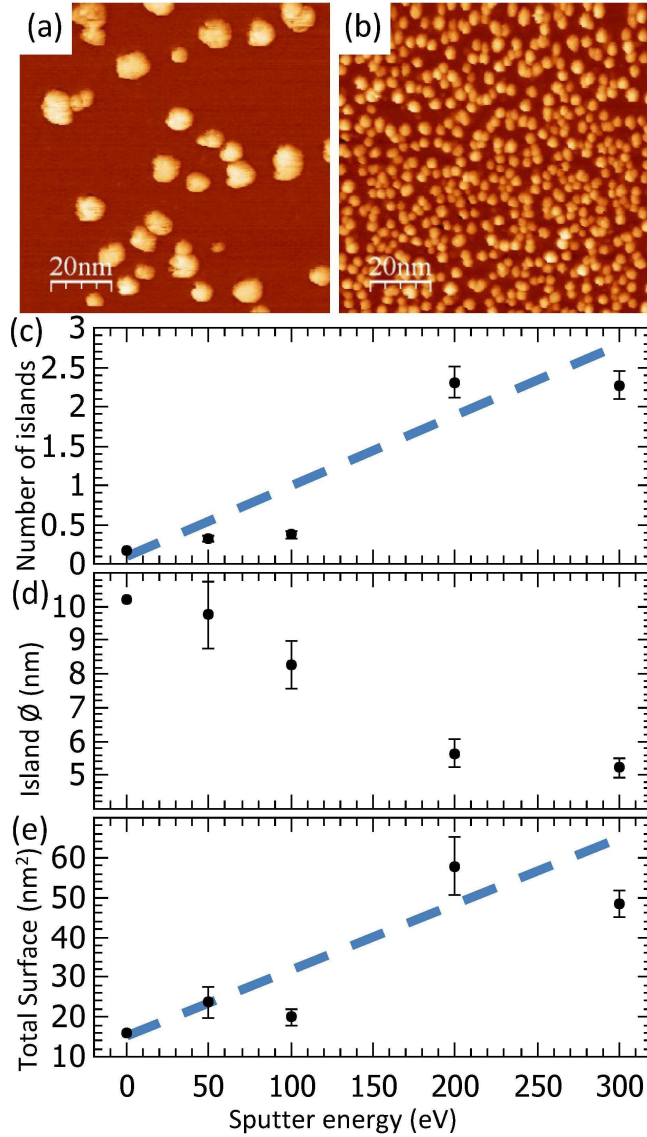 (a)
(b)
20nm
20nm
(c)
3
2.5
2
1.5
1
0.5
0
Number of islands
(d)
10
9
8
7
6
5
Island Ø (nm)
(e)
60
50
40
30
20
10
Total Surface (nm²)
0 50 100 150 200 250 300
Sputter energy (eV)